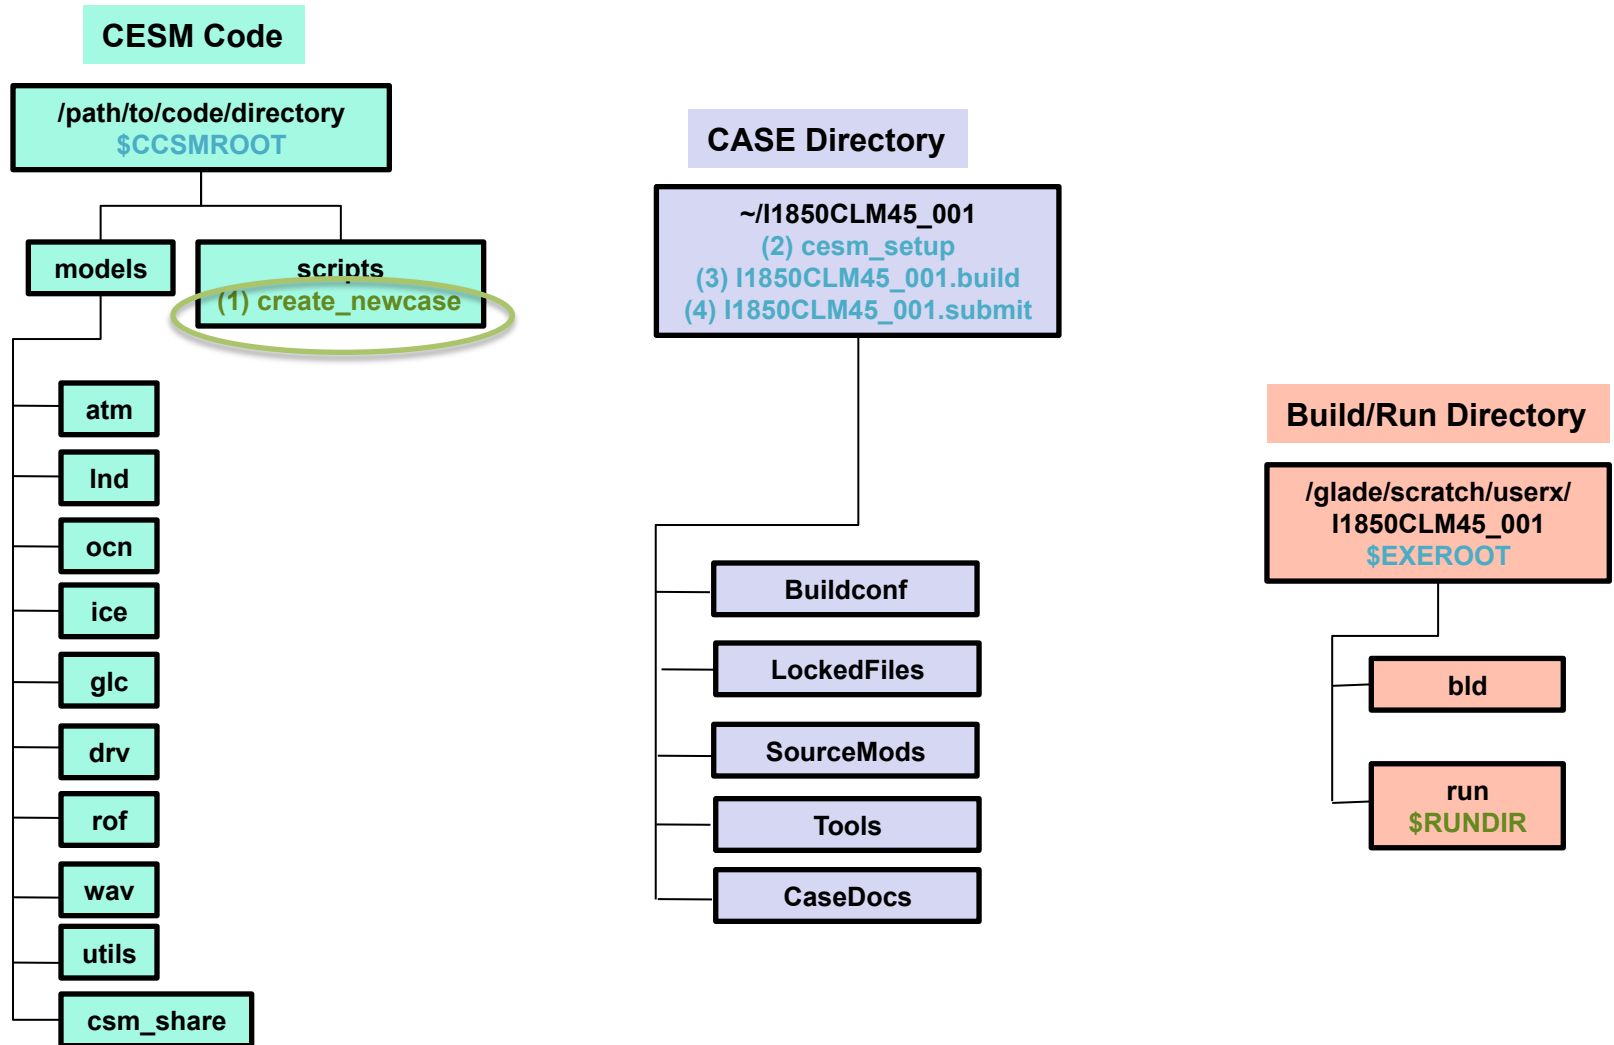 CESM Code
/path/to/code/directory
$CCSMROOT
models
scripts
(1) create_newcase
atm
lnd
ocn
ice
glc
drv
rof
wav
utils
csm_share
CASE Directory
~/I1850CLM45_001
(2) cesm_setup
(3) I1850CLM45_001.build
(4) I1850CLM45_001.submit
Buildconf
LockedFiles
SourceMods
Tools
CaseDocs
Build/Run Directory
/glade/scratch/userx/
I1850CLM45_001
$EXEROOT
bld
run
$RUNDIR